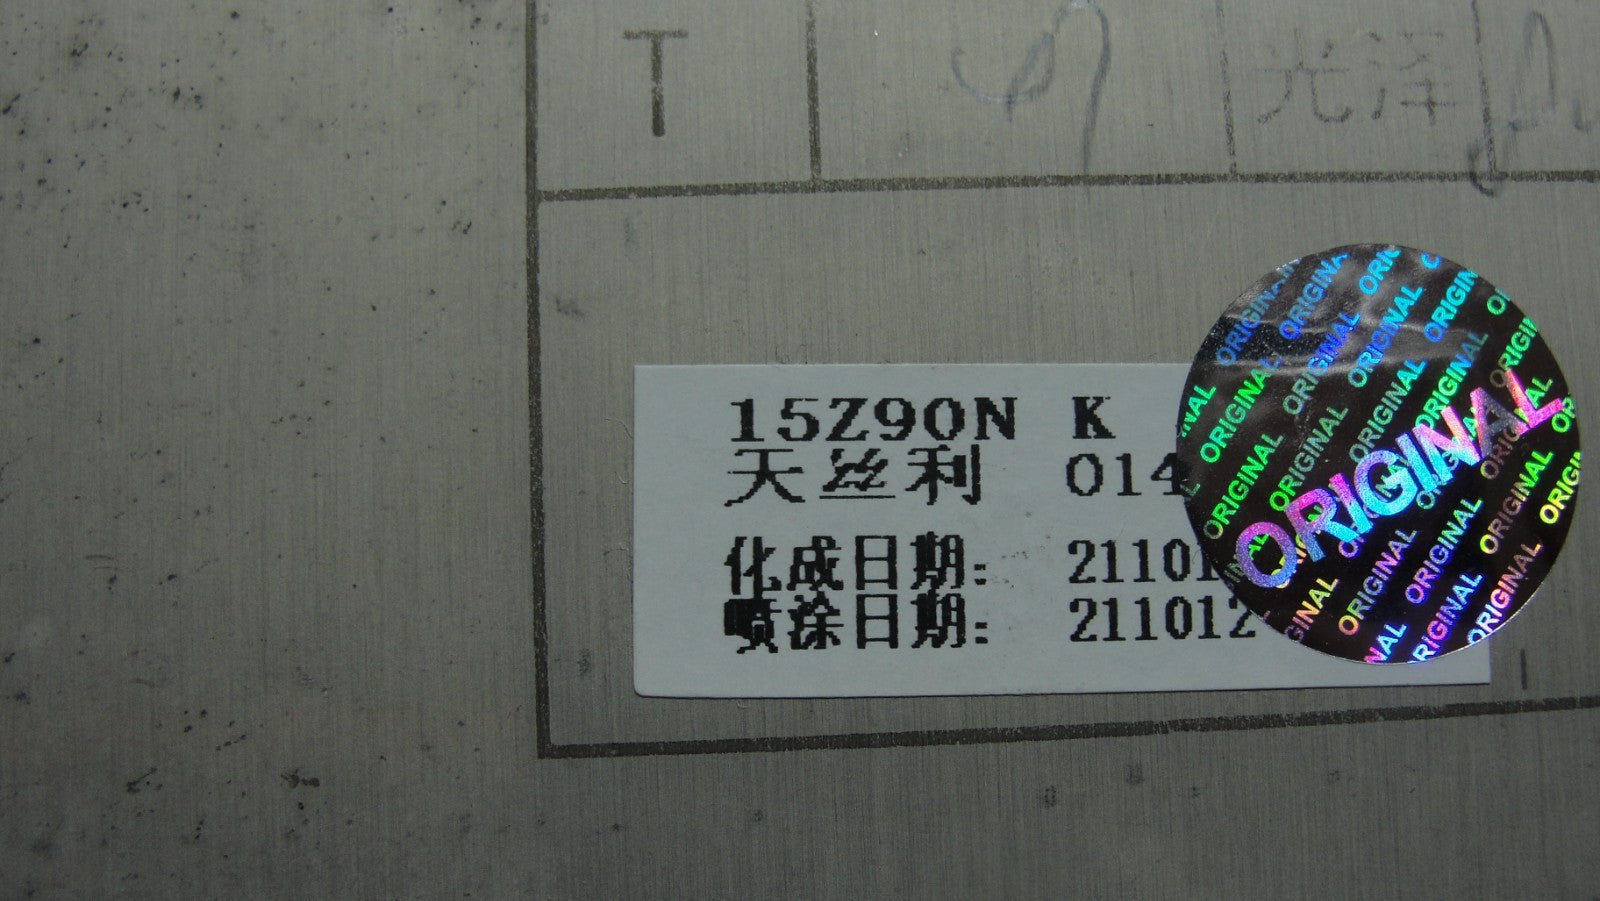 T 光泽
15Z90N K
天丝利 014
化成日期: 21101
喷涂日期: 211012
ORIGINAL